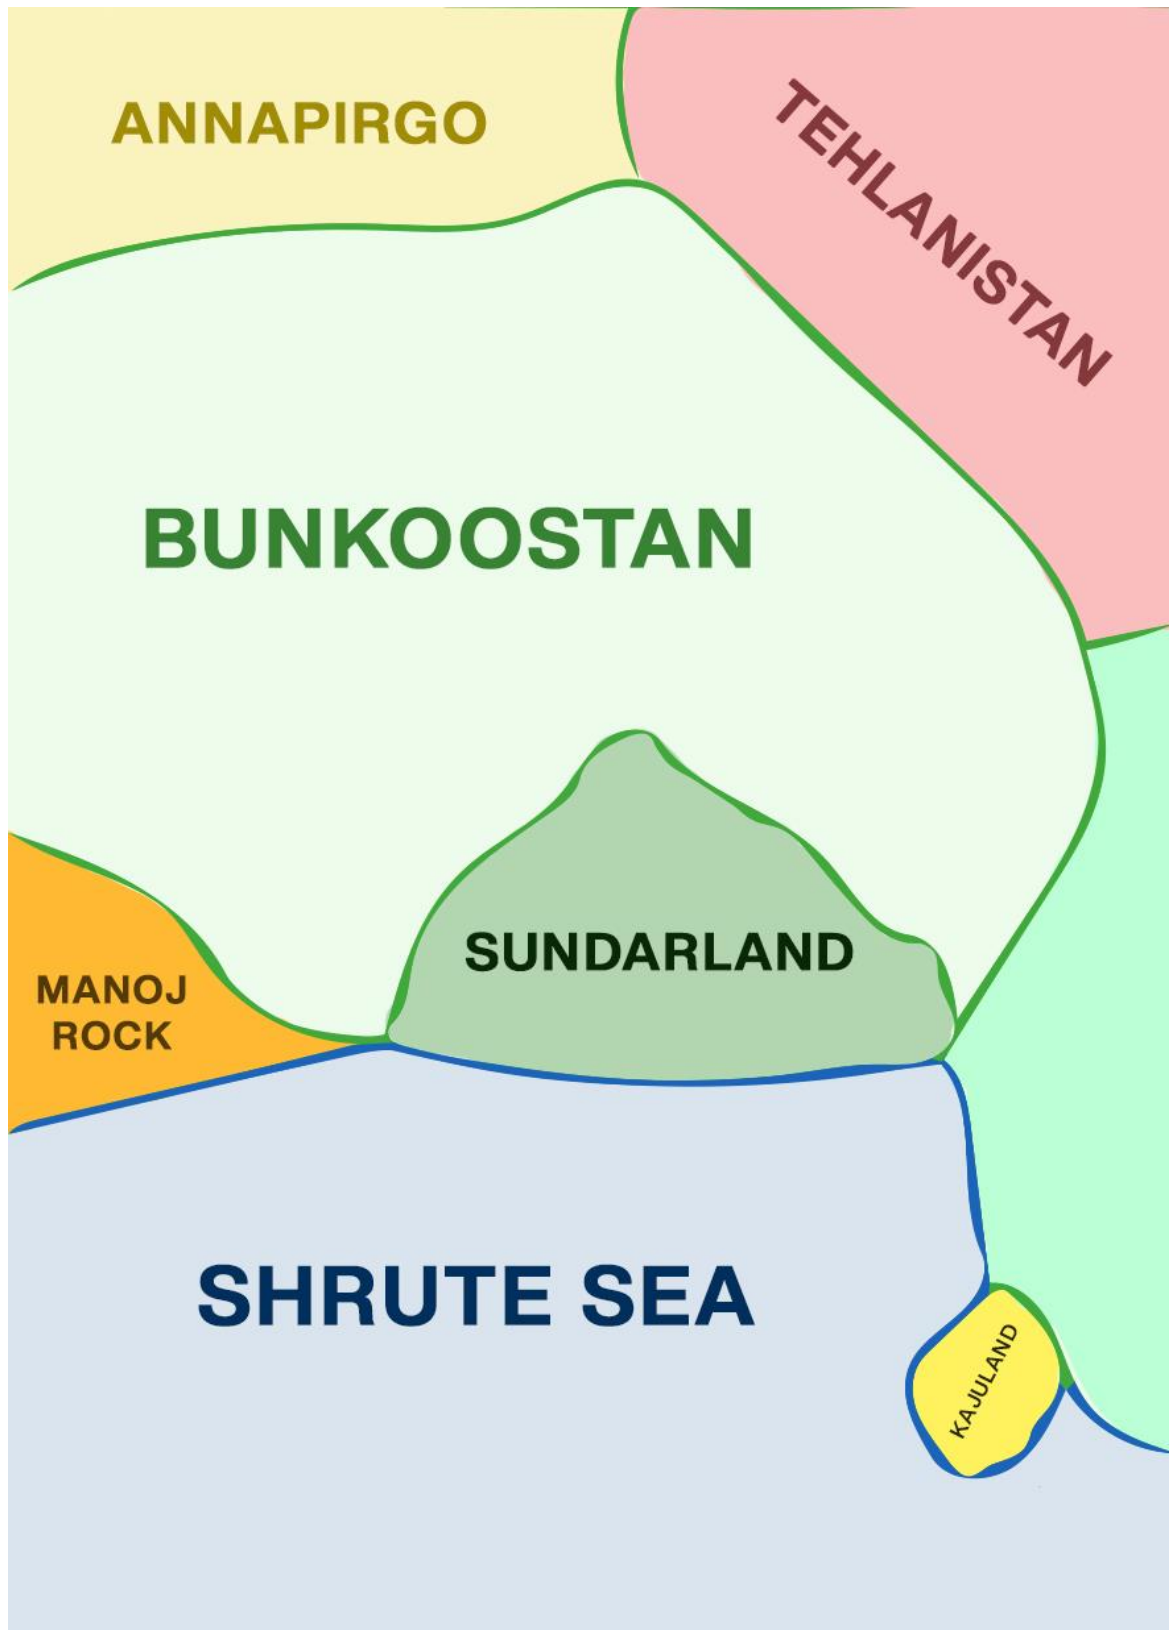 ANNAPIRGO
TEHLANISTAN
BUNKOOSTAN
SUNDARLAND
MANOJ
ROCK
SHRUTE SEA
KAJULAND